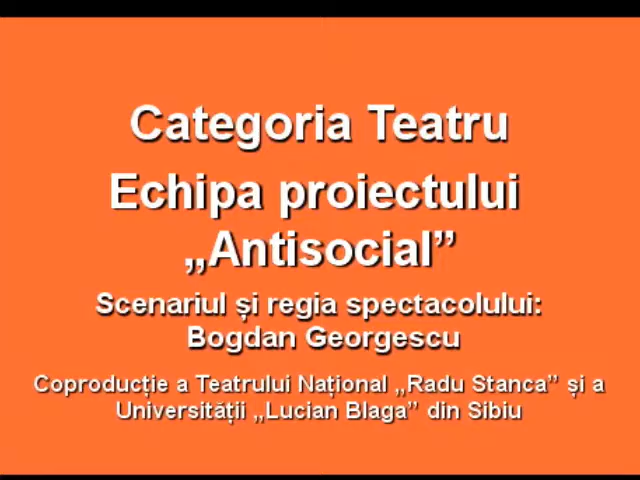 Categoria Teatru
Echipa proiectului
„Antisocial”
Scenariul și regia spectacolului:
Bogdan Georgescu
Coproducție a Teatrului Național „Radu Stanca” și a
Universității „Lucian Blaga” din Sibiu